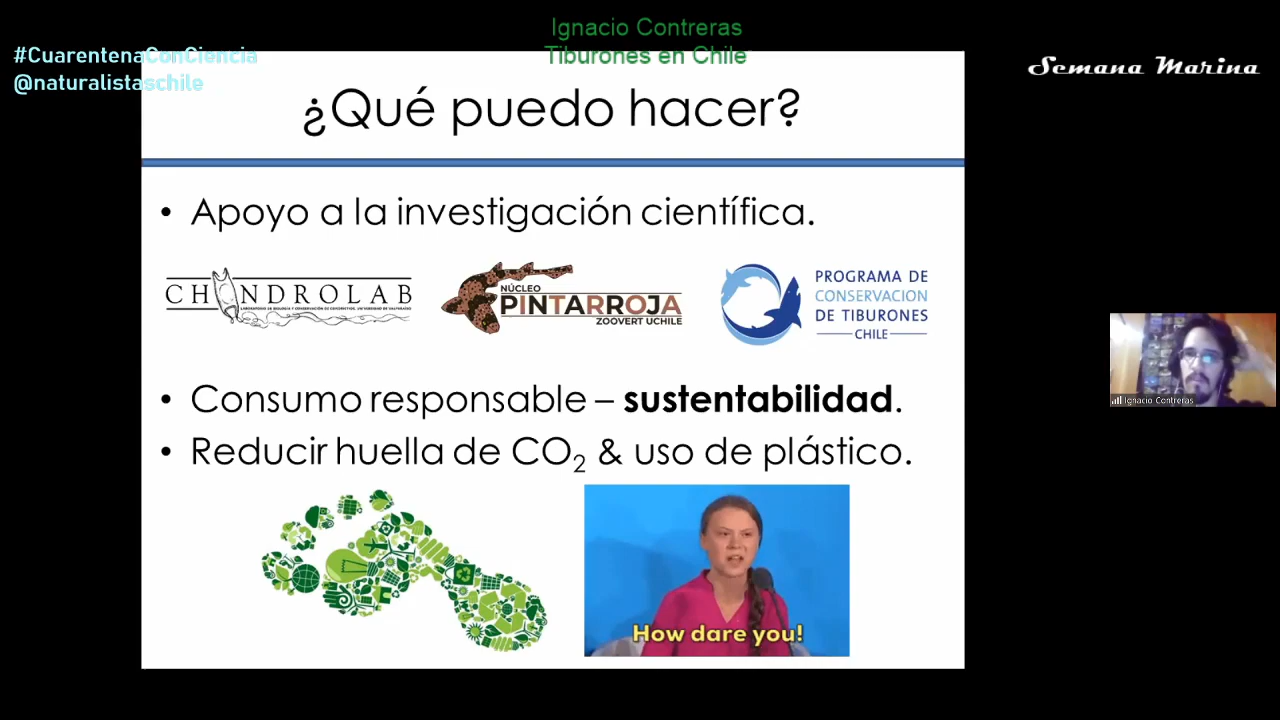 Ignacio Contreras
Tiburones en Chile
#CuarentenaConCiencia
@naturalistaschile
Semana Marina
¿Qué puedo hacer?
• Apoyo a la investigación científica.
CHONDROLAB
NÚCLEO
PINTARROJA
ZOOVERT UCHILE
PROGRAMA DE
CONSERVACION
DE TIBURONES
CHILE
• Consumo responsable – sustentabilidad.
• Reducir huella de CO₂ & uso de plástico.
How dare you!
Ignacio Contreras